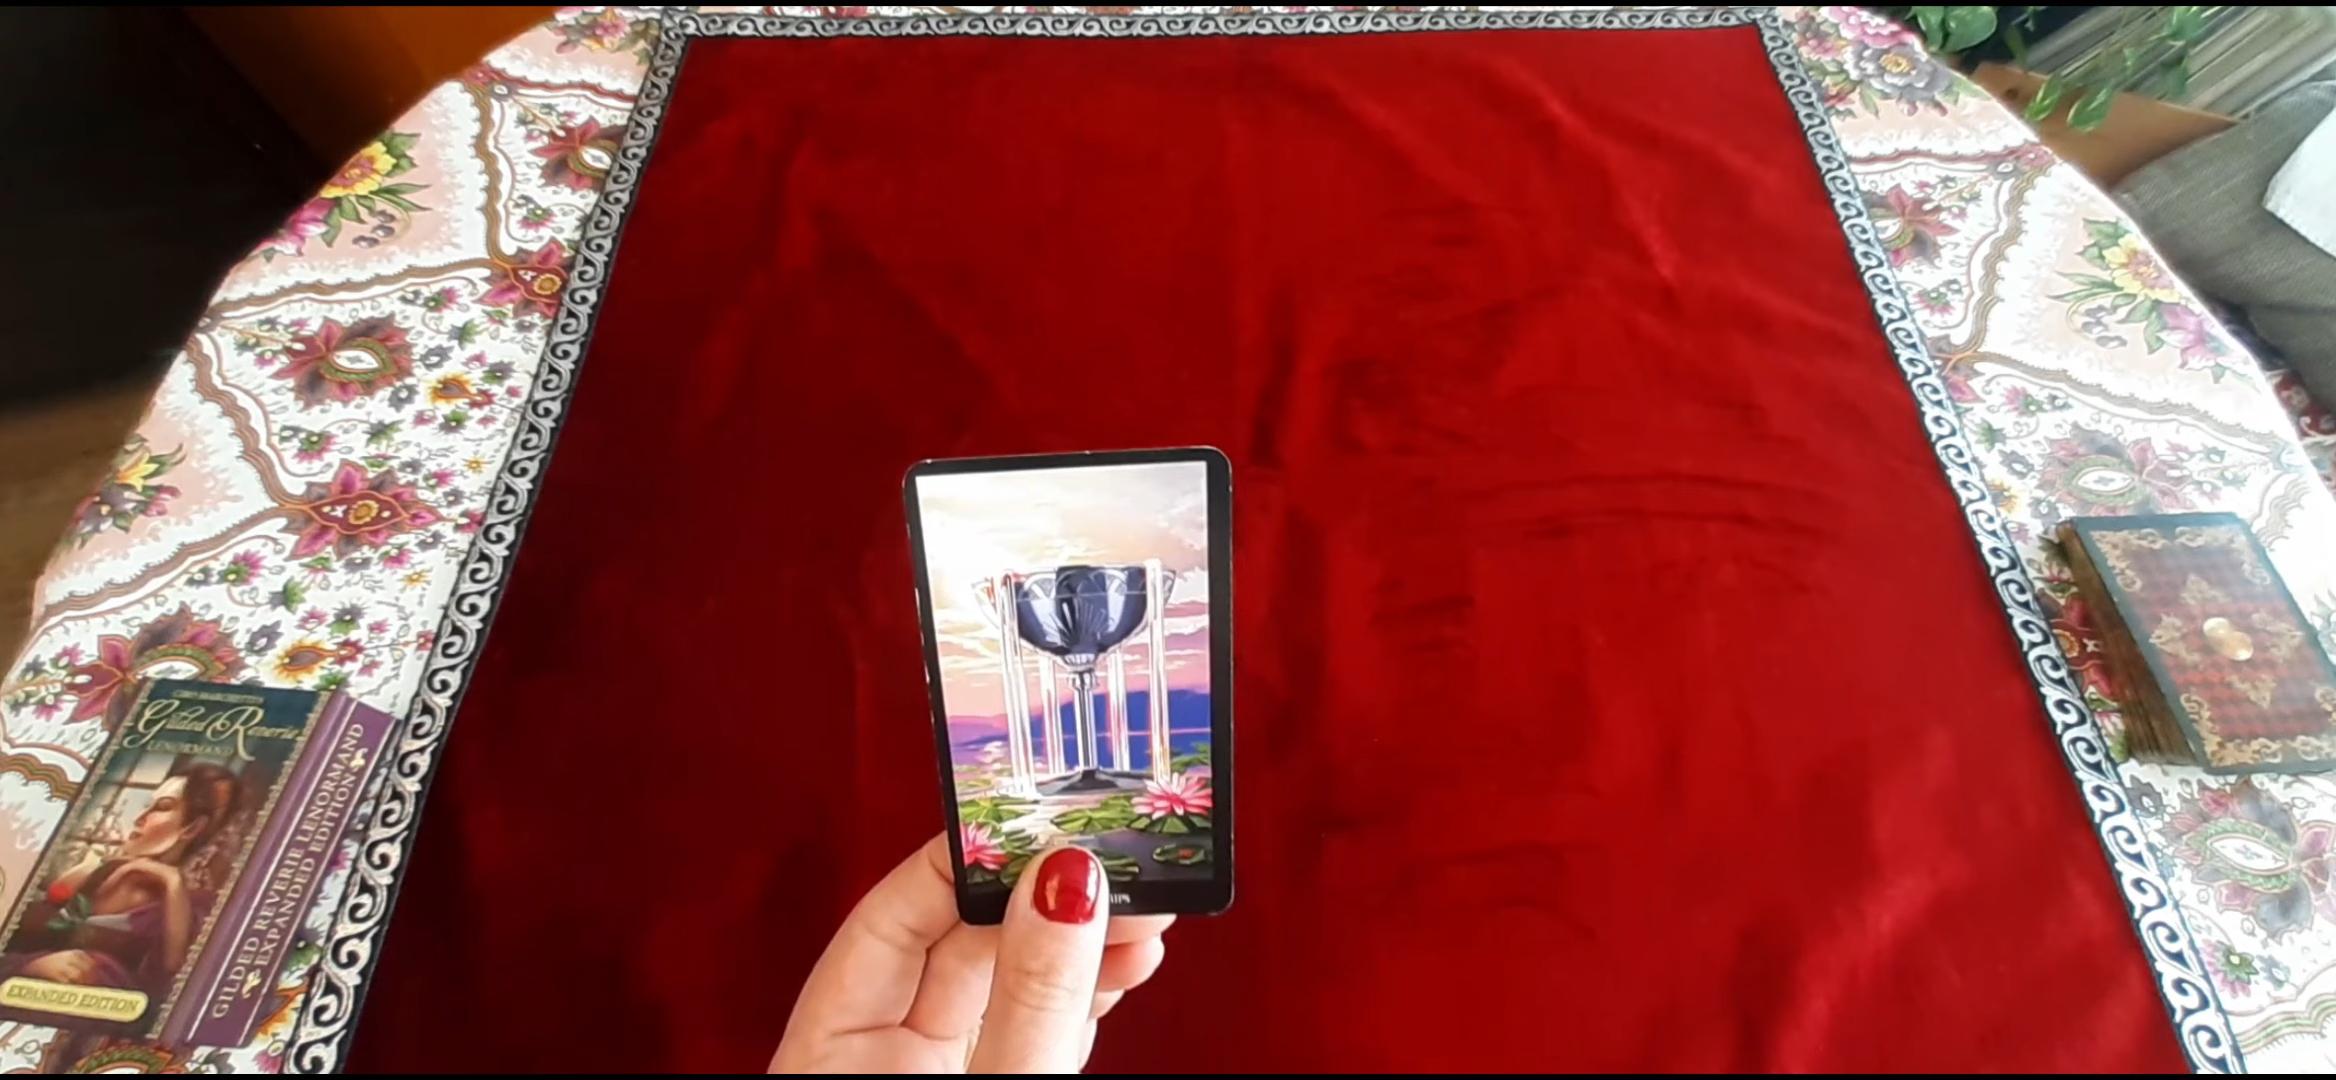 CIRO MARCHETTI'S
Gilded Reverie
LENORMAND
EXPANDED EDITION
GILDED REVERIE LENORMAND
EXPANDED EDITION